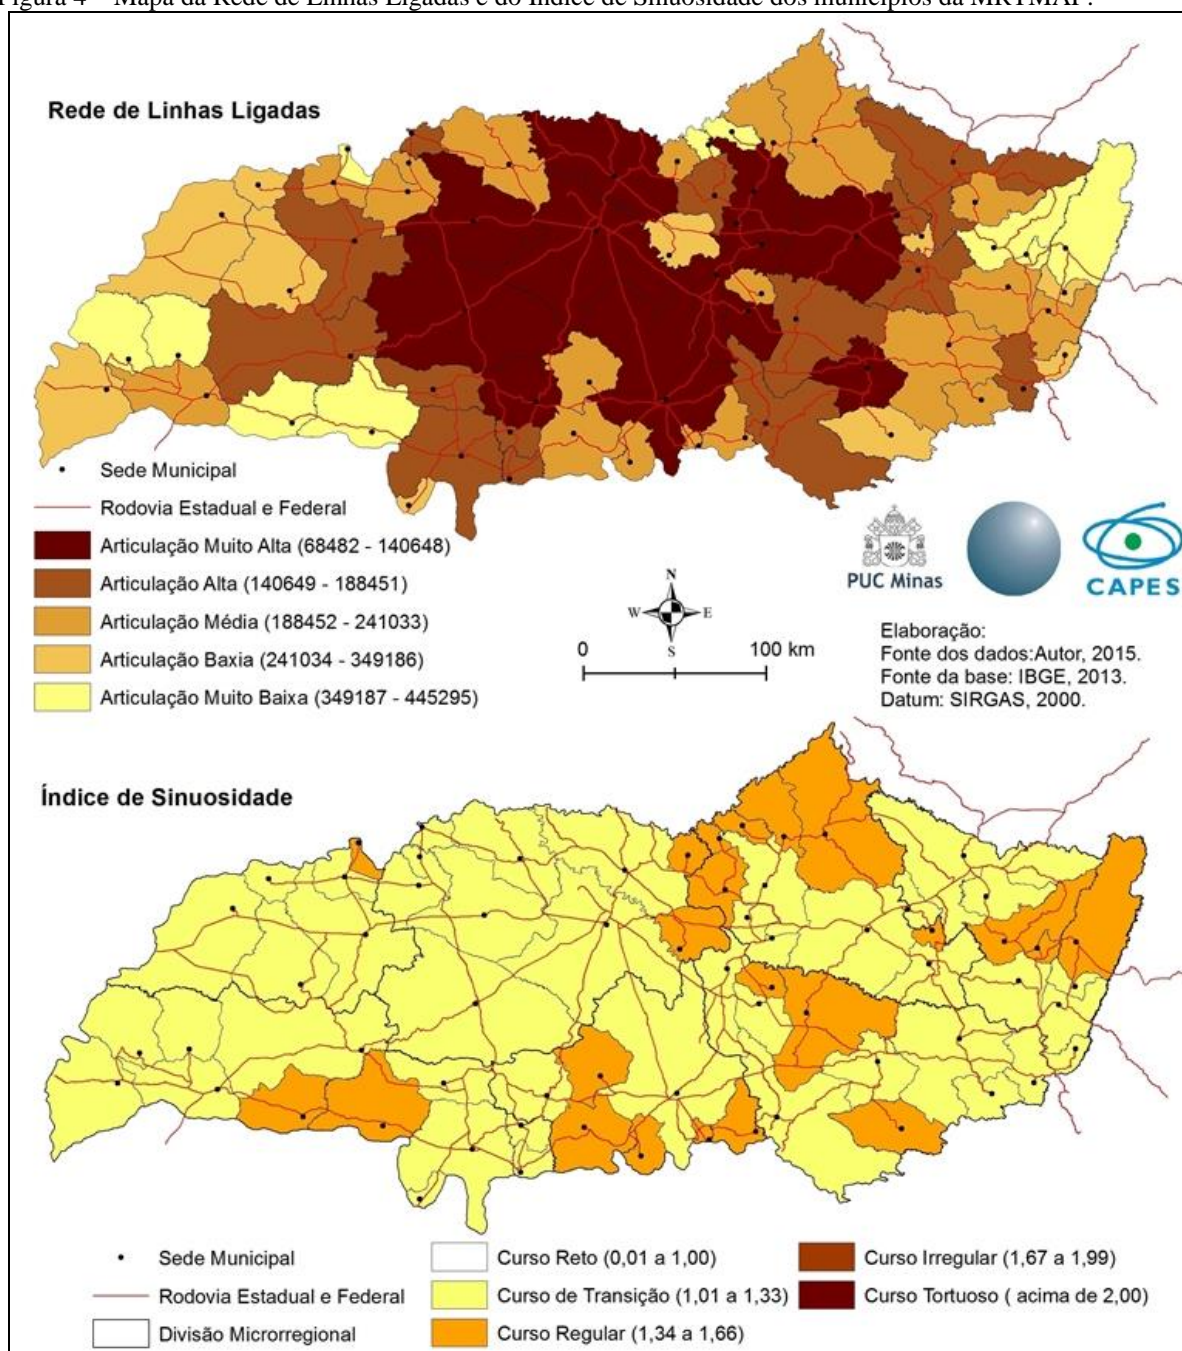 Figura 4 – Mapa da Rede de Linhas Ligadas e do Índice de Sinuosidade dos municípios da MRTMAP.
Rede de Linhas Ligadas
Sede Municipal
Rodovia Estadual e Federal
Articulação Muito Alta (68482 - 140648)
Articulação Alta (140649 - 188451)
Articulação Média (188452 - 241033)
Articulação Baxia (241034 - 349186)
Articulação Muito Baixa (349187 - 445295)
N
W E
S
0 100 km
PUC Minas
CAPES
Elaboração:
Fonte dos dados:Autor, 2015.
Fonte da base: IBGE, 2013.
Datum: SIRGAS, 2000.
Índice de Sinuosidade
Sede Municipal
Rodovia Estadual e Federal
Divisão Microrregional
Curso Reto (0,01 a 1,00)
Curso de Transição (1,01 a 1,33)
Curso Regular (1,34 a 1,66)
Curso Irregular (1,67 a 1,99)
Curso Tortuoso ( acima de 2,00)